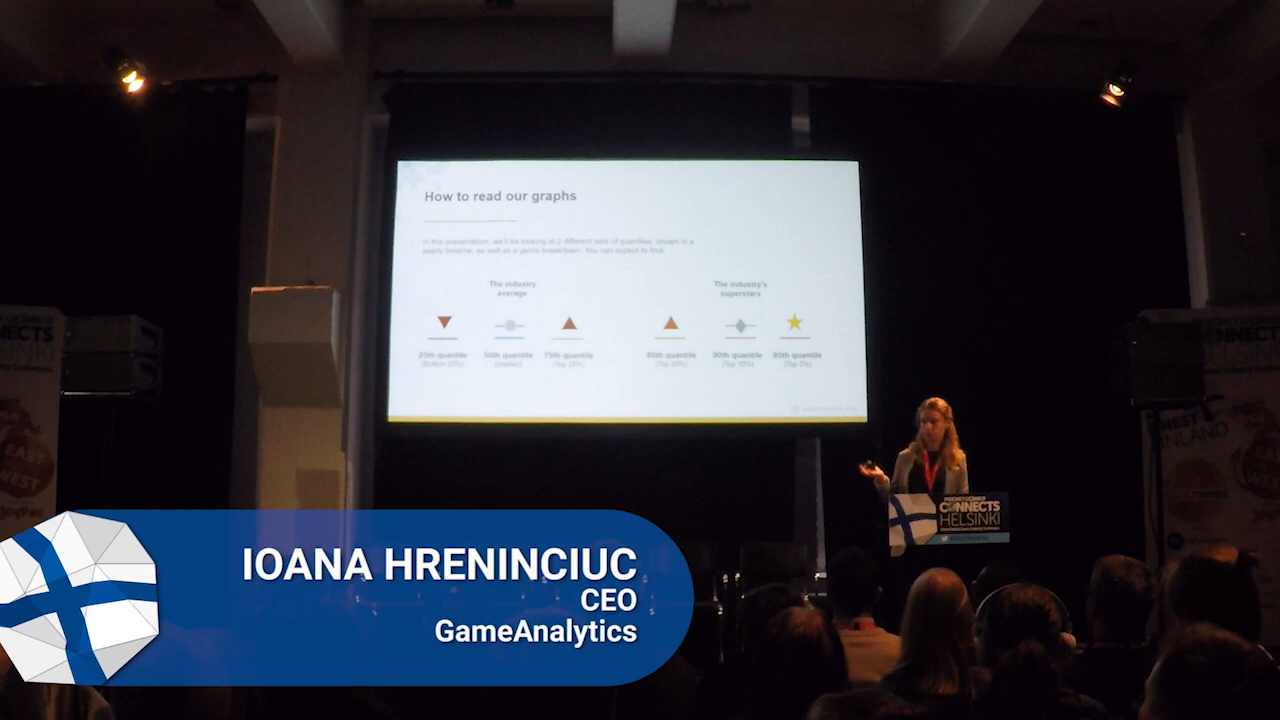 How to read our graphs
In this presentation, we'll be looking at 2 different sets of quantiles, shown in a
yearly timeline, as well as a genre breakdown. You can expect to find:
The industry
average
The industry's
superstars
25th quantile
50th quantile
75th quantile
80th quantile
90th quantile
95th quantile
(Bottom 25%)
(median)
(Top 25%)
(Top 20%)
(Top 10%)
(Top 5%)
CONNECTS
HELSINKI
EAST
WEST
IOANA HRENINCIUC
CEO
GameAnalytics